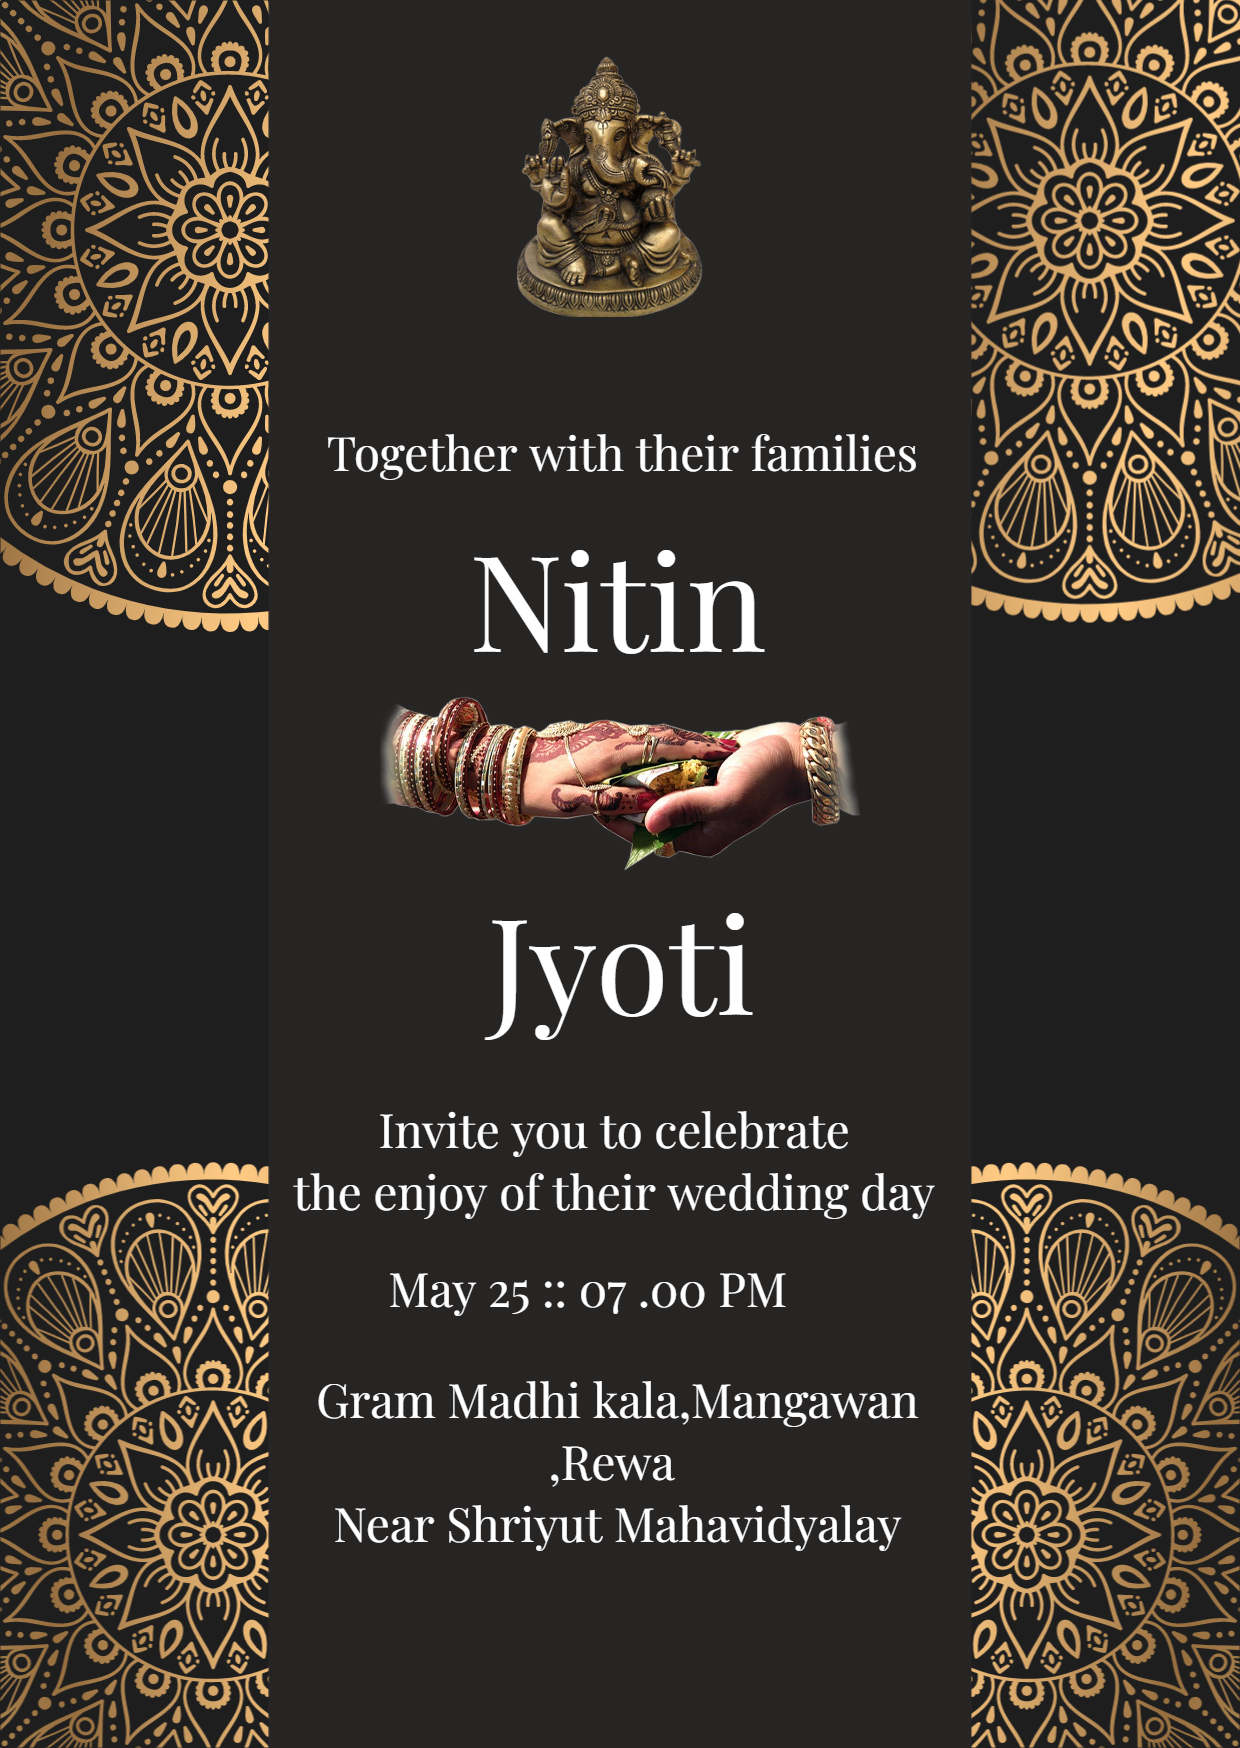 Together with their families
Nitin
Jyoti
Invite you to celebrate
the enjoy of their wedding day
May 25 :: 07 .00 PM
Gram Madhi kala,Mangawan
,Rewa
Near Shriyut Mahavidyalay